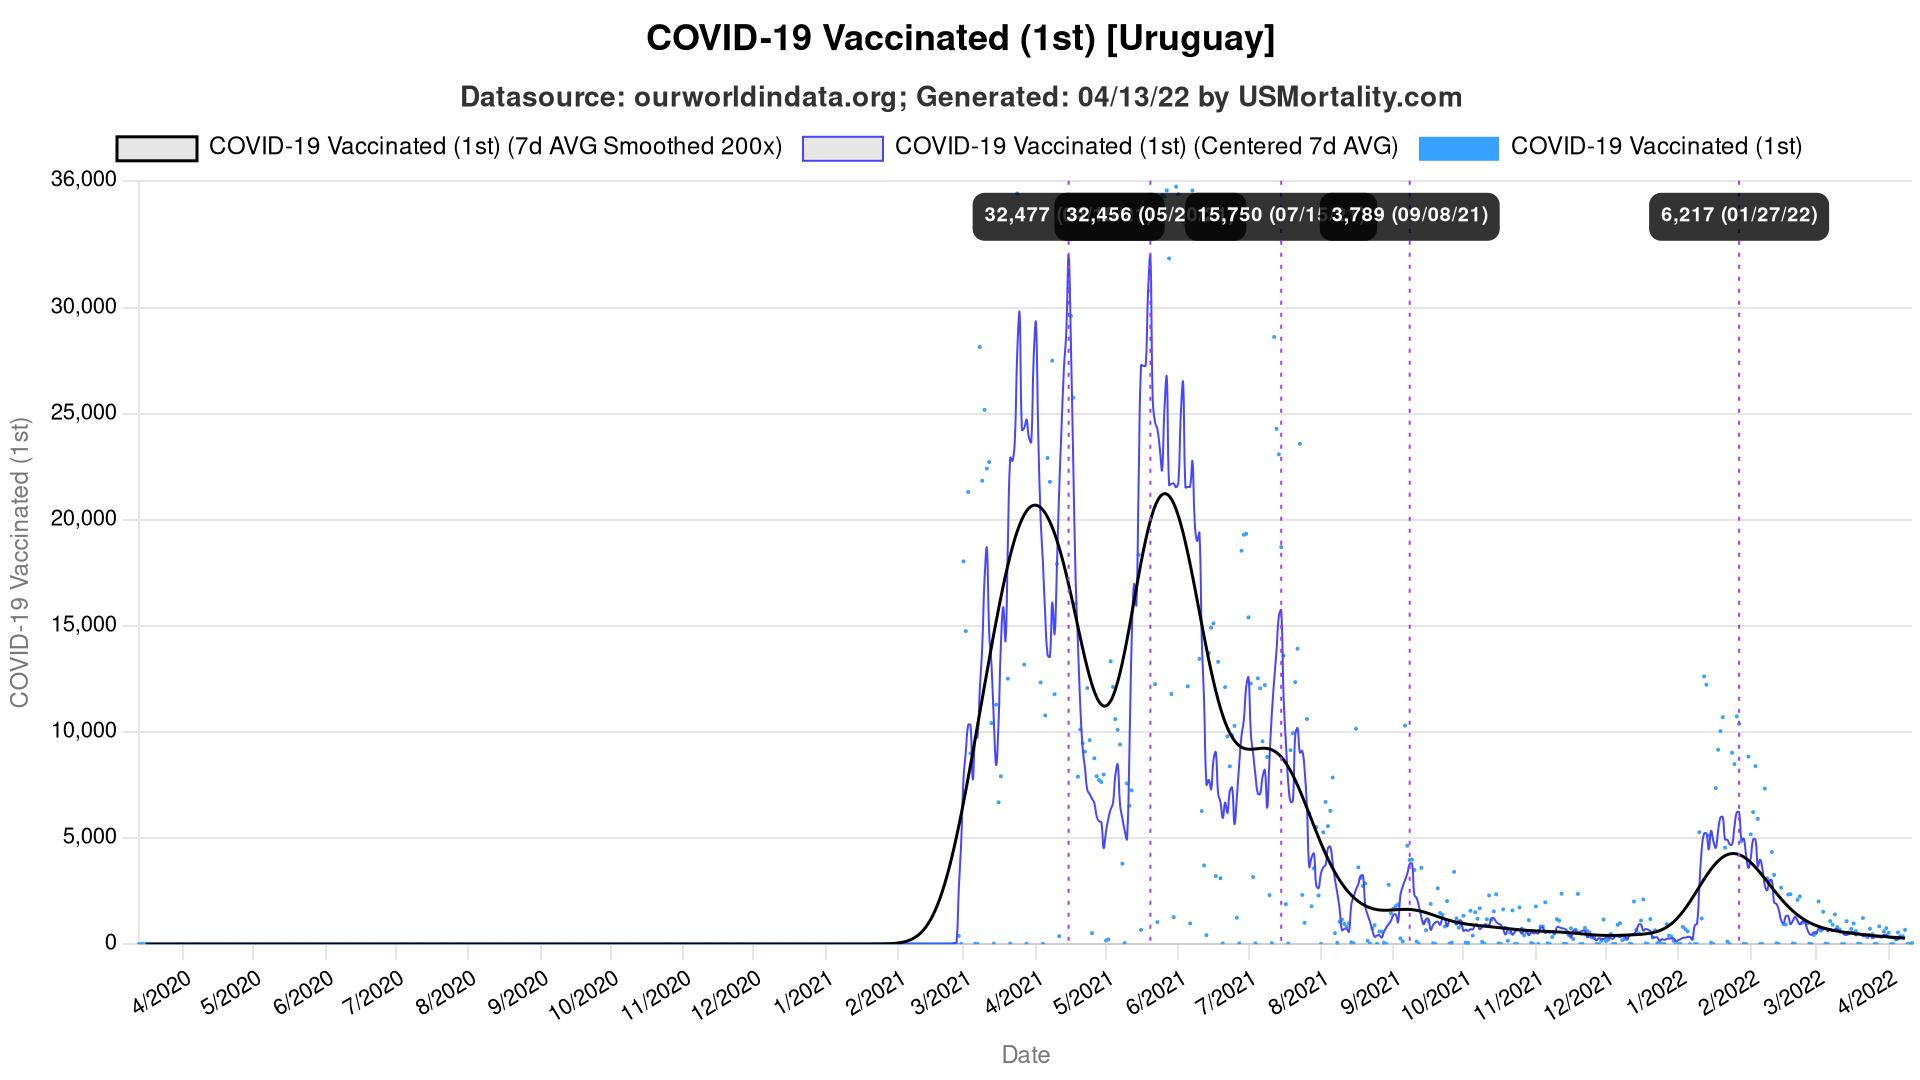 COVID-19 Vaccinated (1st) [Uruguay]
Datasource: ourworldindata.org; Generated: 04/13/22 by USMortality.com
COVID-19 Vaccinated (1st) (7d AVG Smoothed 200x) COVID-19 Vaccinated (1st) (Centered 7d AVG) COVID-19 Vaccinated (1st)
36,000
32,477 32,456 (05/20 15,750 (07/15 3,789 (09/08/21) 6,217 (01/27/22)
30,000
25,000
20,000
15,000
10,000
5,000
0
COVID-19 Vaccinated (1st)
4/2020 5/2020 6/2020 7/2020 8/2020 9/2020 10/2020 11/2020 12/2020 1/2021 2/2021 3/2021 4/2021 5/2021 6/2021 7/2021 8/2021 9/2021 10/2021 11/2021 12/2021 1/2022 2/2022 3/2022 4/2022
Date